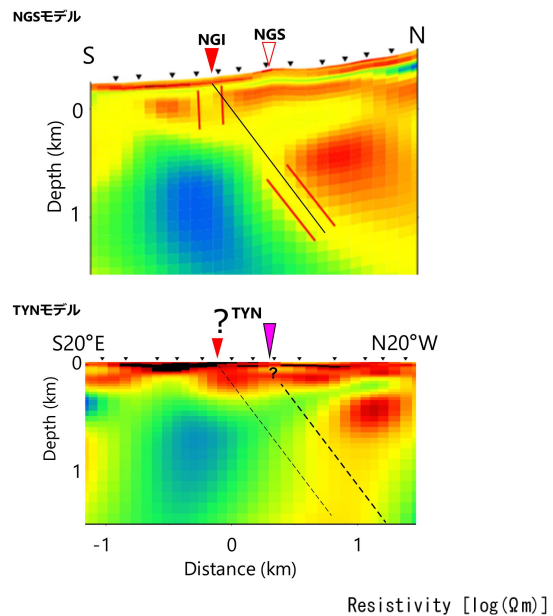 NGSモデル
S
NGI
NGS
N
0
1
Depth (km)
TYNモデル
?
TYN
S20°E
N20°W
0
?
1
Depth (km)
-1
0
1
Distance (km)
Resistivity [log(Ωm)]